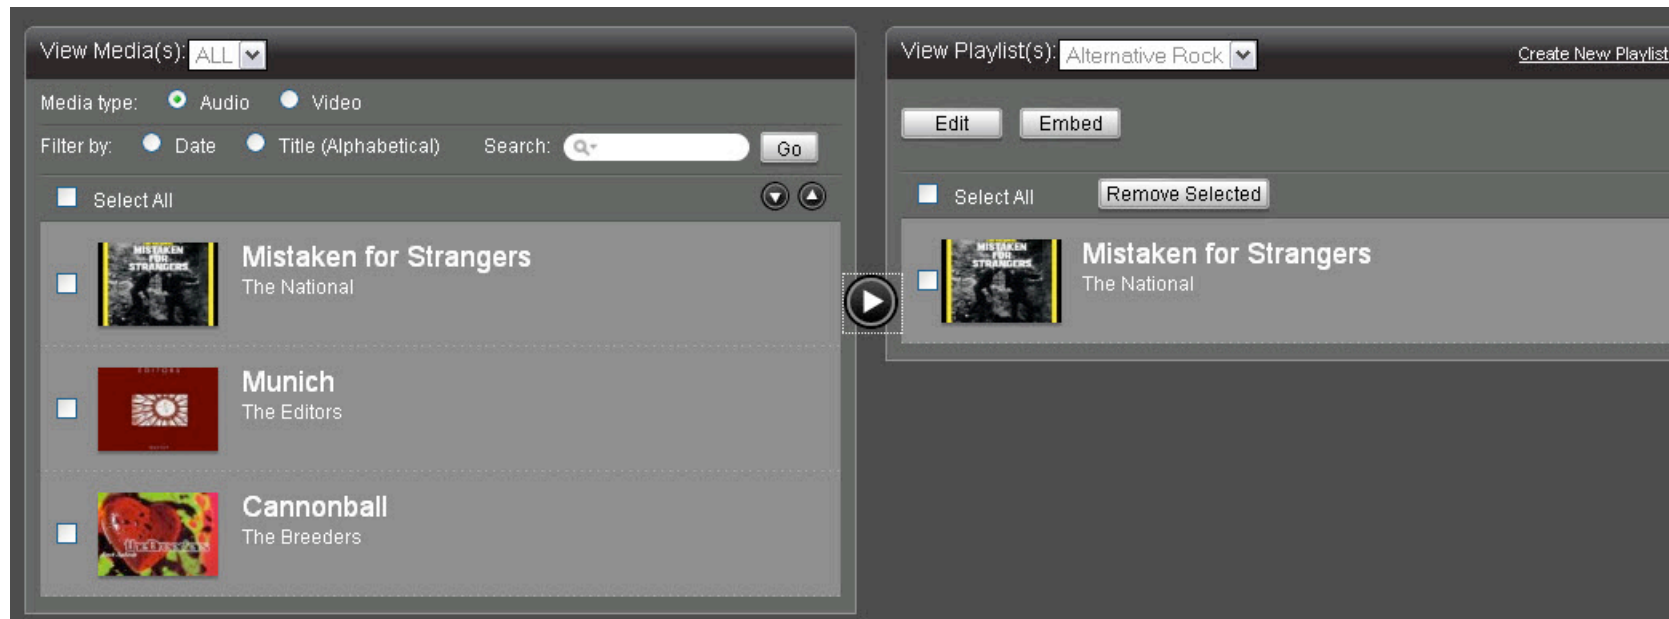 View Media(s): ALL
Media type: Audio Video
Filter by: Date Title (Alphabetical) Search: Go
Select All
MISTAKEN
FOR
STRANGERS
Mistaken for Strangers
The National
EDITORS
Munich
The Editors
Cannonball
The Breeders
View Playlist(s): Alternative Rock Create New Playlist
Edit Embed
Select All Remove Selected
MISTAKEN
FOR
STRANGERS
Mistaken for Strangers
The National